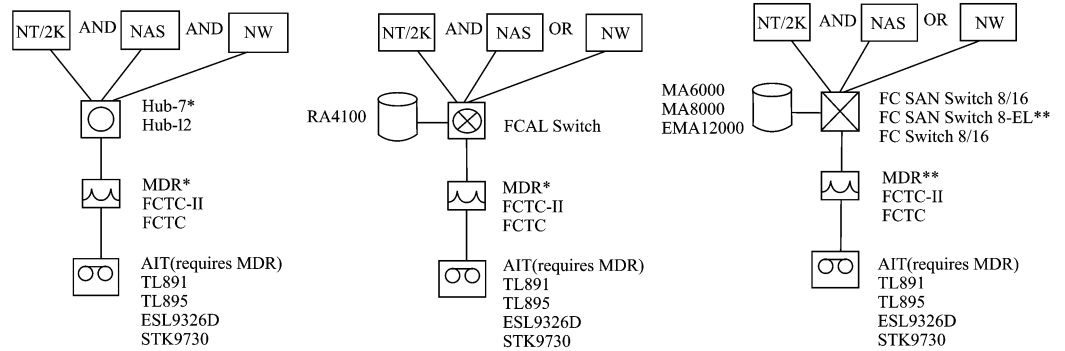 NT/2K AND NAS AND NW
Hub-7*
Hub-12
MDR*
FCTC-II
FCTC
AIT(requires MDR)
TL891
TL895
ESL9326D
STK9730
NT/2K AND NAS OR NW
RA4100
FCAL Switch
MDR*
FCTC-II
FCTC
AIT(requires MDR)
TL891
TL895
ESL9326D
STK9730
NT/2K AND NAS OR NW
MA6000
MA8000
EMA12000
FC SAN Switch 8/16
FC SAN Switch 8-EL**
FC Switch 8/16
MDR**
FCTC-II
FCTC
AIT(requires MDR)
TL891
TL895
ESL9326D
STK9730